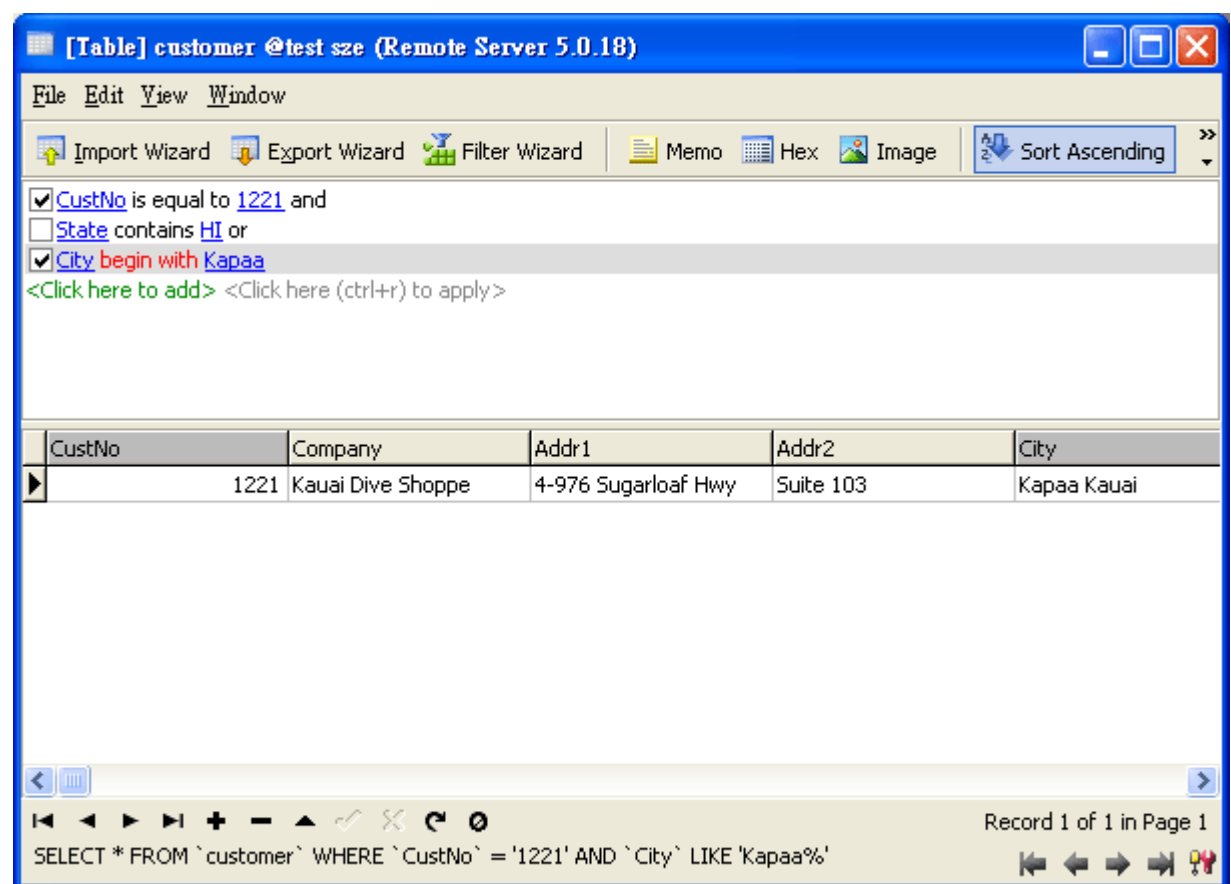 [Table] customer @test sze (Remote Server 5.0.18)
File Edit View Window
Import Wizard Export Wizard Filter Wizard Memo Hex Image Sort Ascending
CustNo is equal to 1221 and
State contains HI or
City begin with Kapaa
<Click here to add> <Click here (ctrl+r) to apply>
CustNo Company Addr1 Addr2 City
1221 Kauai Dive Shoppe 4-976 Sugarloaf Hwy Suite 103 Kapaa Kauai
Record 1 of 1 in Page 1
SELECT * FROM `customer` WHERE `CustNo` = '1221' AND `City` LIKE 'Kapaa%'